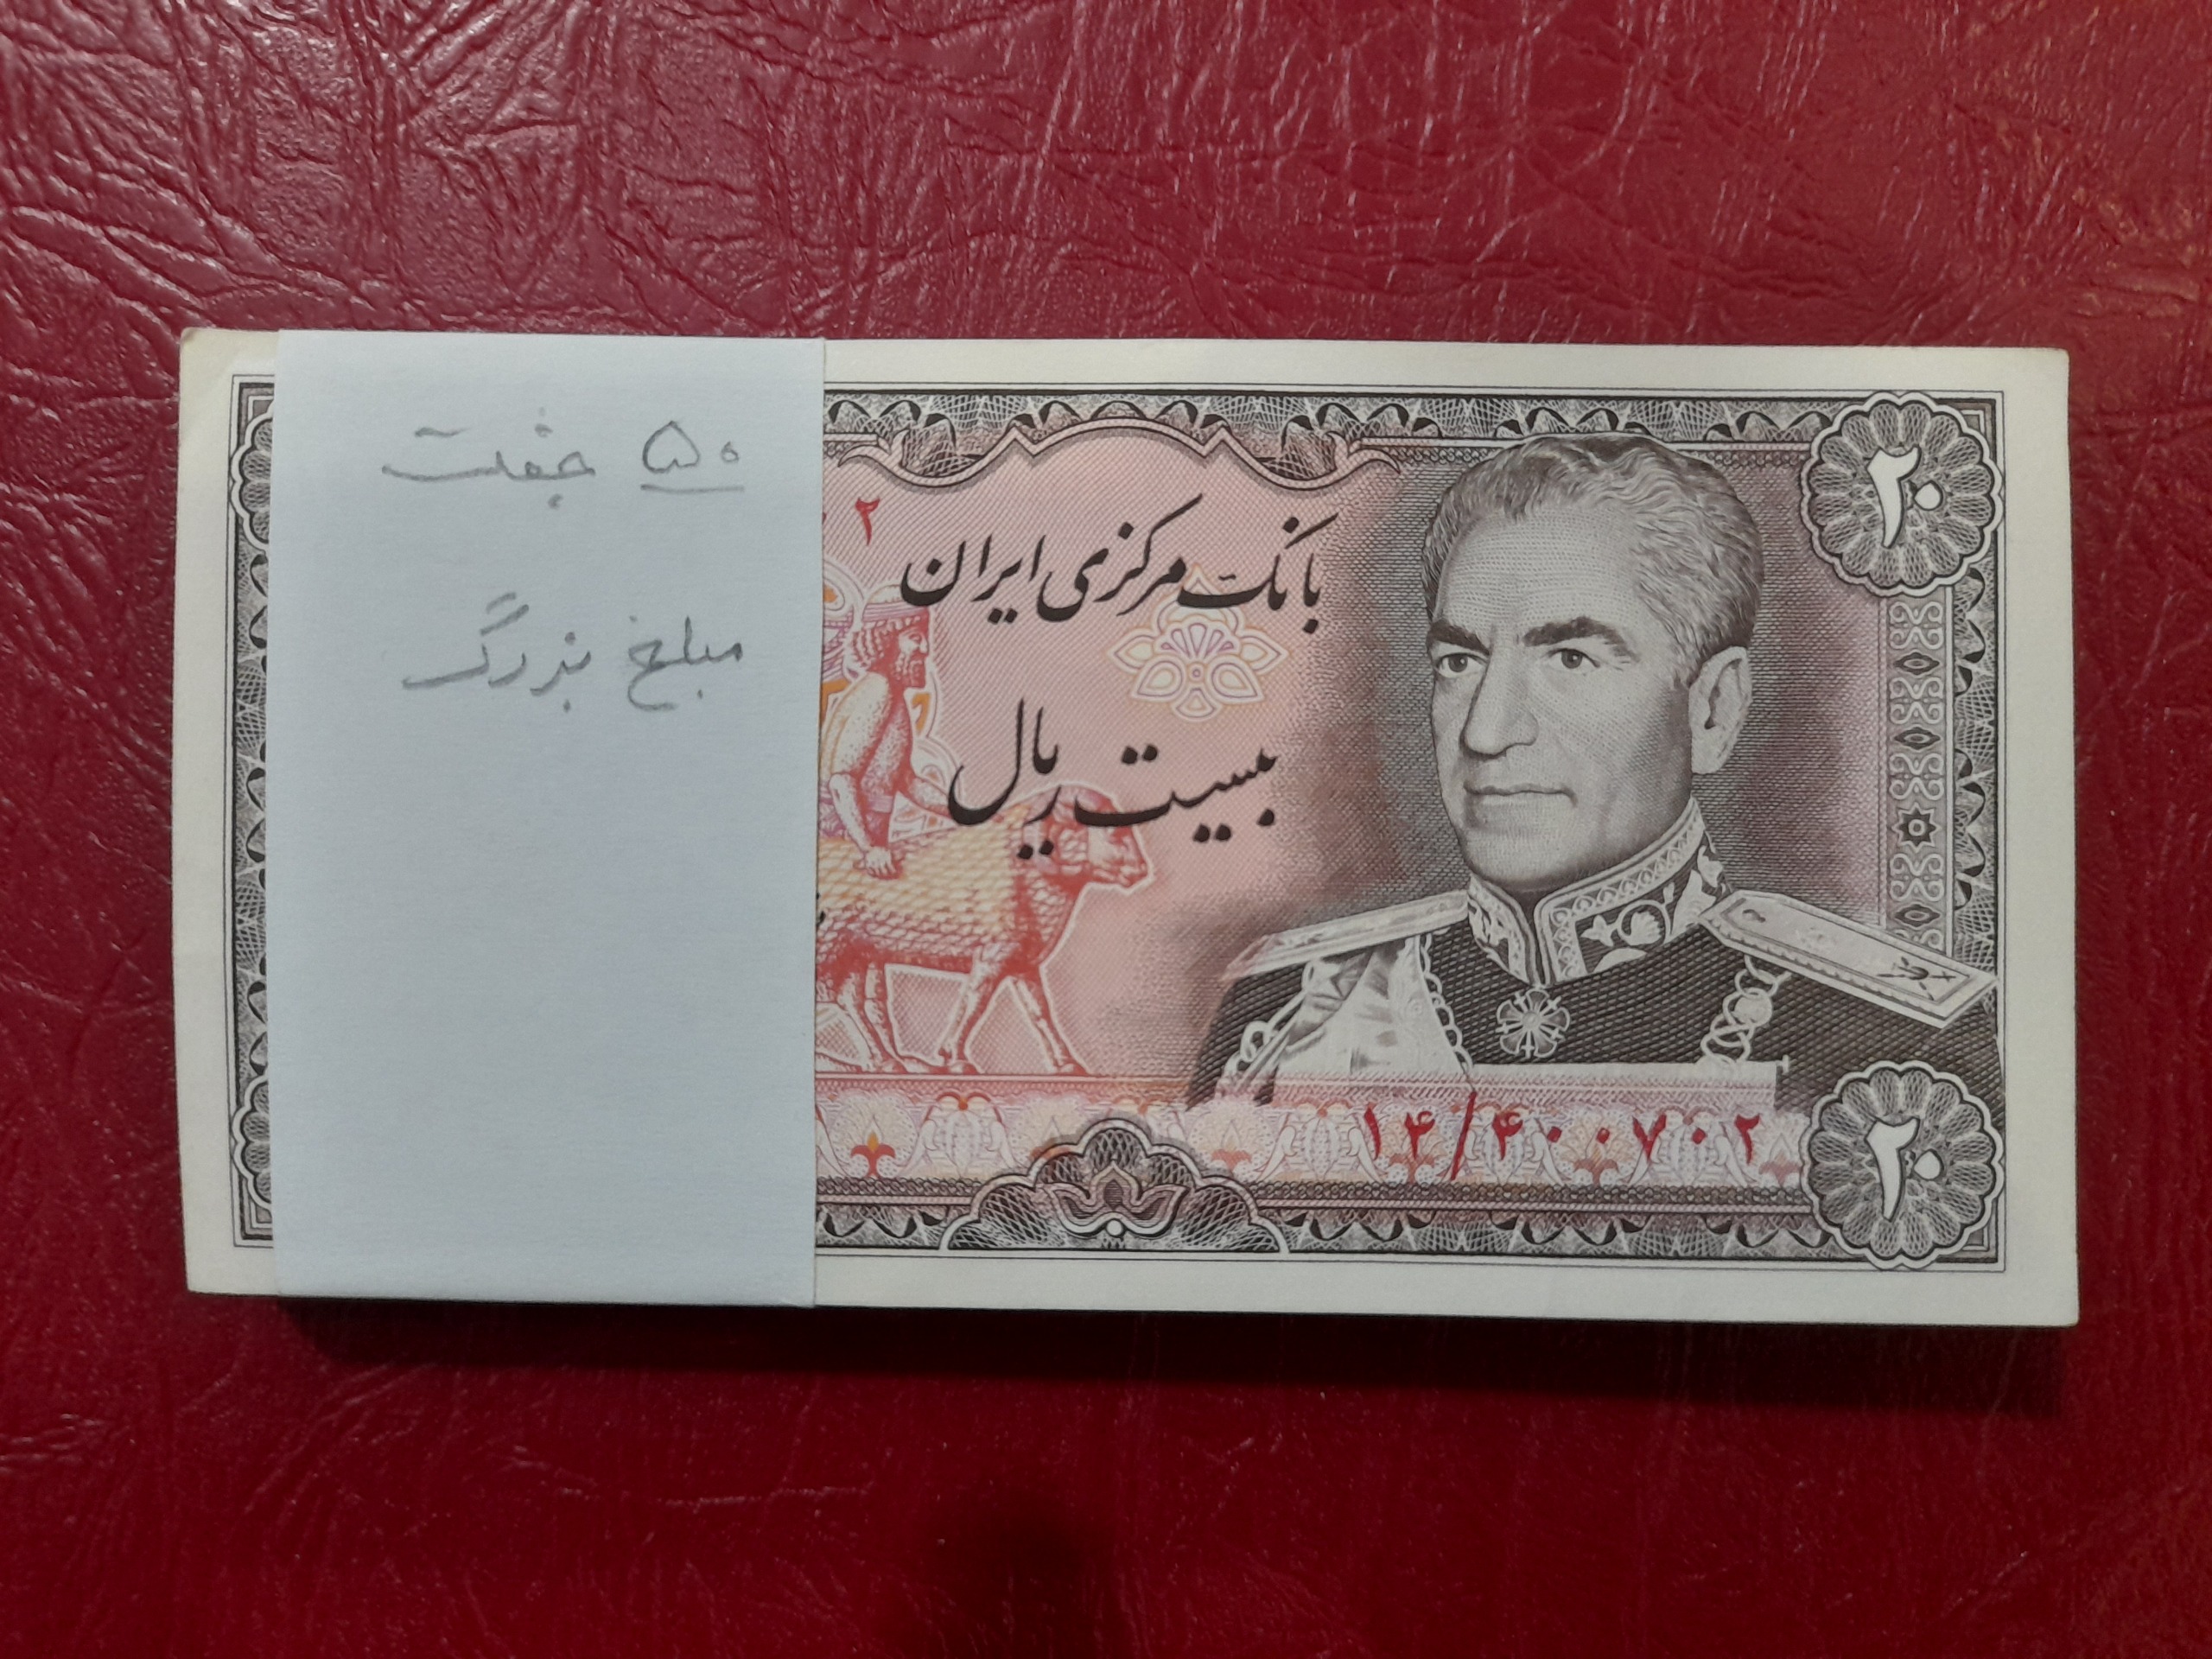 ۵۰ جفت
مبلغ بزرگ
۲۰
۲
بانک مرکزی ایران
بیست ریال
۱۴/۴۰۰۷۰۲
۲۰